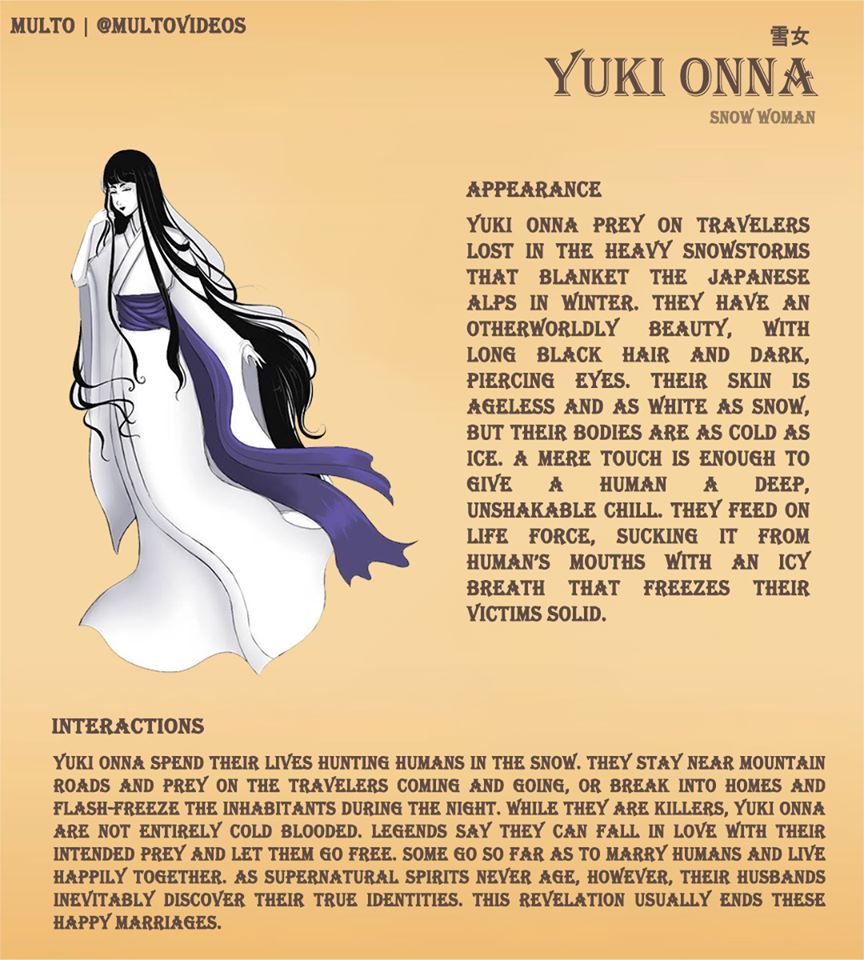 MULTO | @MULTOVIDEOS
雪女
YUKI ONNA
SNOW WOMAN
APPEARANCE
YUKI ONNA PREY ON TRAVELERS
LOST IN THE HEAVY SNOWSTORMS
THAT BLANKET THE JAPANESE
ALPS IN WINTER. THEY HAVE AN
OTHERWORLDLY BEAUTY, WITH
LONG BLACK HAIR AND DARK,
PIERCING EYES. THEIR SKIN IS
AGELESS AND AS WHITE AS SNOW,
BUT THEIR BODIES ARE AS COLD AS
ICE. A MERE TOUCH IS ENOUGH TO
GIVE A HUMAN A DEEP,
UNSHAKABLE CHILL. THEY FEED ON
LIFE FORCE, SUCKING IT FROM
HUMAN'S MOUTHS WITH AN ICY
BREATH THAT FREEZES THEIR
VICTIMS SOLID.
INTERACTIONS
YUKI ONNA SPEND THEIR LIVES HUNTING HUMANS IN THE SNOW. THEY STAY NEAR MOUNTAIN
ROADS AND PREY ON THE TRAVELERS COMING AND GOING, OR BREAK INTO HOMES AND
FLASH-FREEZE THE INHABITANTS DURING THE NIGHT. WHILE THEY ARE KILLERS, YUKI ONNA
ARE NOT ENTIRELY COLD BLOODED. LEGENDS SAY THEY CAN FALL IN LOVE WITH THEIR
INTENDED PREY AND LET THEM GO FREE. SOME GO SO FAR AS TO MARRY HUMANS AND LIVE
HAPPILY TOGETHER. AS SUPERNATURAL SPIRITS NEVER AGE, HOWEVER, THEIR HUSBANDS
INEVITABLY DISCOVER THEIR TRUE IDENTITIES. THIS REVELATION USUALLY ENDS THESE
HAPPY MARRIAGES.